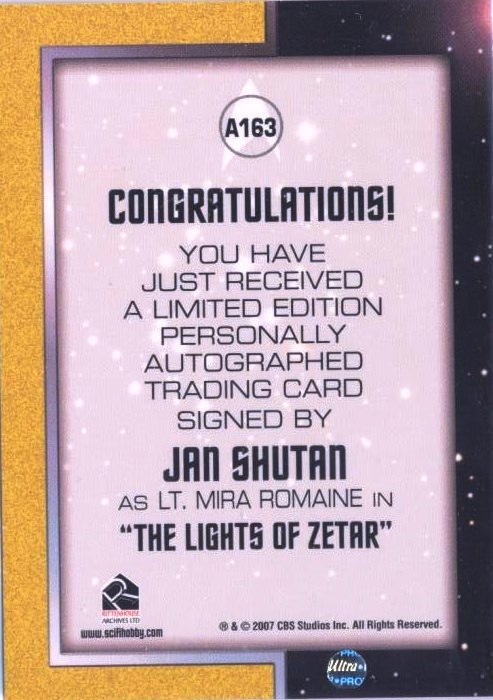 A163
CONGRATULATIONS!
YOU HAVE
JUST RECEIVED
A LIMITED EDITION
PERSONALLY
AUTOGRAPHED
TRADING CARD
SIGNED BY
JAN SHUTAN
AS LT. MIRA ROMAINE IN
"THE LIGHTS OF ZETAR"
RITTENHOUSE
ARCHIVES LTD
www.scifihobby.com
® & © 2007 CBS Studios Inc. All Rights Reserved.
Ultra
PRO